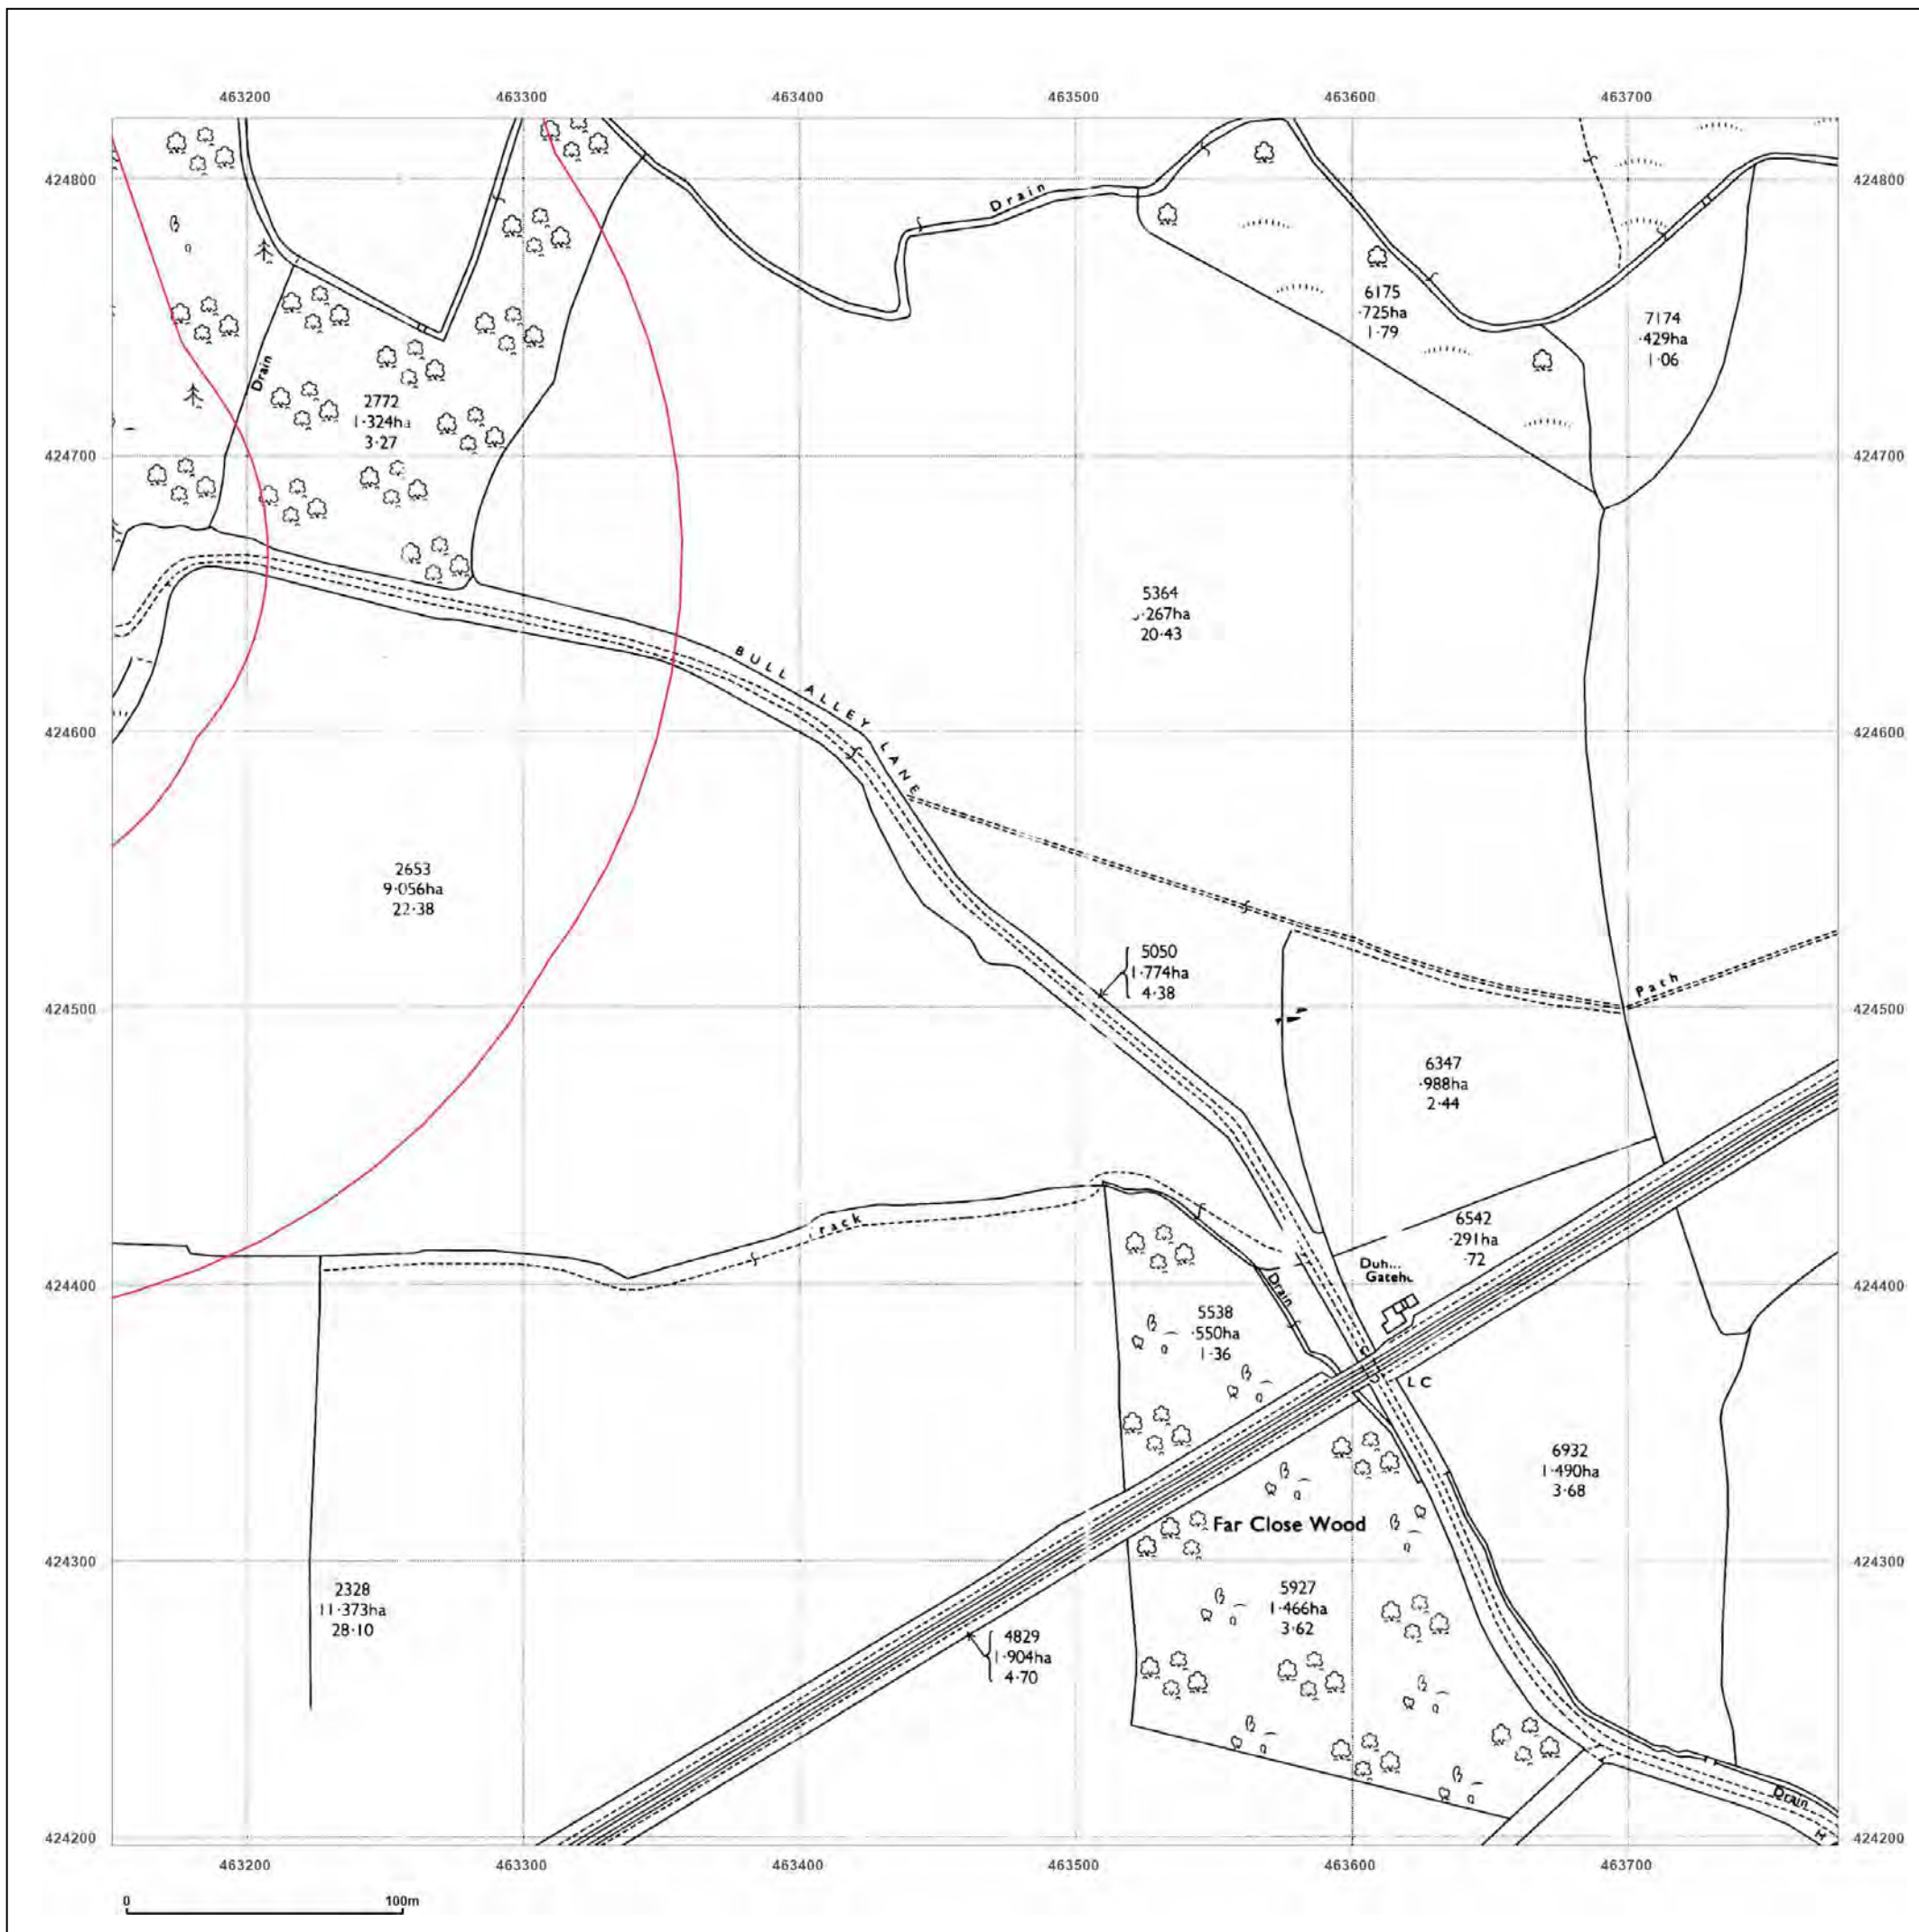 463200 463300 463400 463500 463600 463700
424800 424800
Drain
6175
·725ha
1·79
7174
·429ha
1·06
Drain
2772
1·324ha
3·27
424700 424700
5364
·267ha
20·43
BULL ALLEY LANE
424600 424600
2653
9·056ha
22·38
5050
1·774ha
4·38
Path
424500 424500
6347
·988ha
2·44
rack
6542
·291ha
·72
Duh...
Gateh
424400 424400
Drain
5538
·550ha
1·36
L C
6932
1·490ha
3·68
Far Close Wood
424300 424300
2328
11·373ha
28·10
5927
1·466ha
3·62
4829
1·904ha
4·70
Drain
424200 424200
463200 463300 463400 463500 463600 463700
0 100m